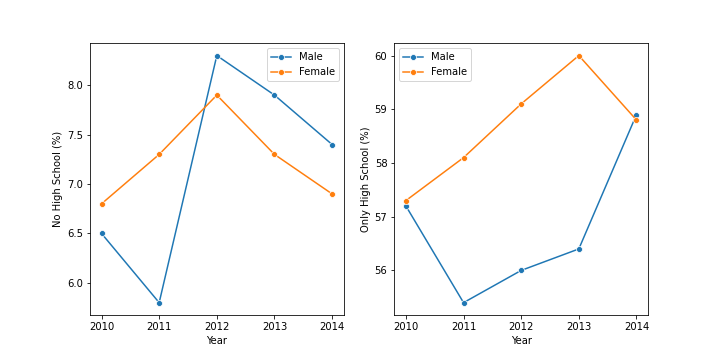 No High School (%)
8.0
7.5
7.0
6.5
6.0
2010 2011 2012 2013 2014
Year
Male
Female
Only High School (%)
60
59
58
57
56
2010 2011 2012 2013 2014
Year
Male
Female